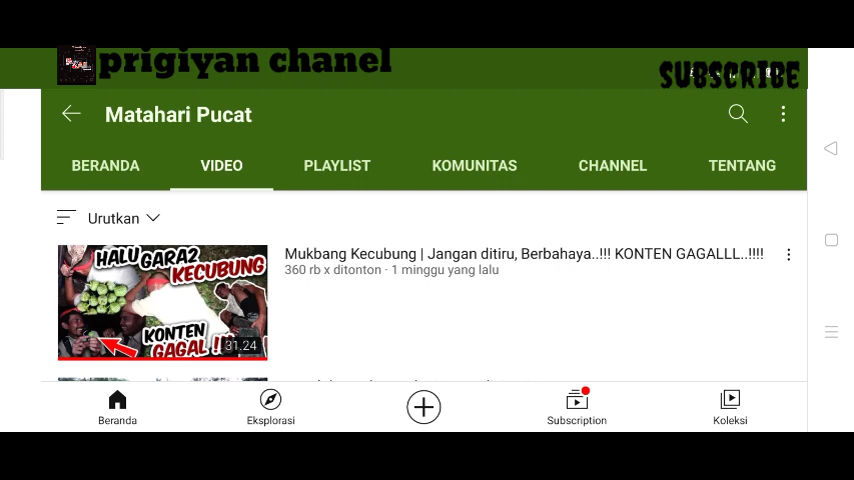 prigiyan chanel
SUBSCRIBE
Matahari Pucat
BERANDA VIDEO PLAYLIST KOMUNITAS CHANNEL TENTANG
Urutkan
Mukbang Kecubung | Jangan ditiru, Berbahaya..!!! KONTEN GAGALLL..!!!!
360 rb x ditonton · 1 minggu yang lalu
HALU GARA2
KECUBUNG
KONTEN
GAGAL !!!
31.24
Beranda Eksplorasi Subscription Koleksi